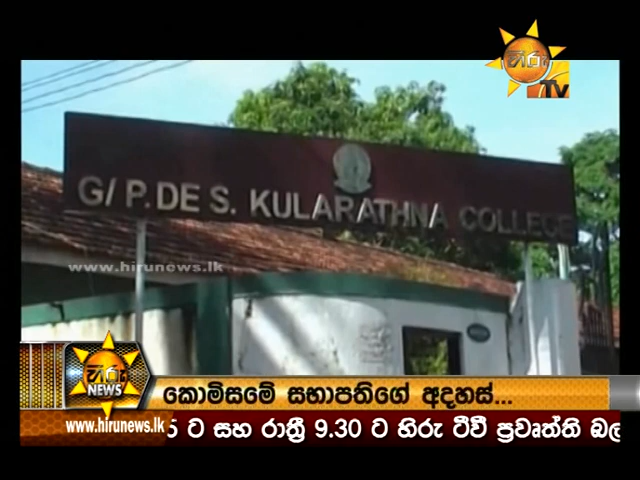 හිරු
TV
G/ P. DE S. KULARATHNA COLLEGE
www.hirunews.lk
හිරු
NEWS
කොමිසමේ සභාපතිගේ අදහස්...
www.hirunews.lk
5 ට සහ රාත්‍රී 9.30 ට හිරු ටීවී ප්‍රවෘත්ති බල